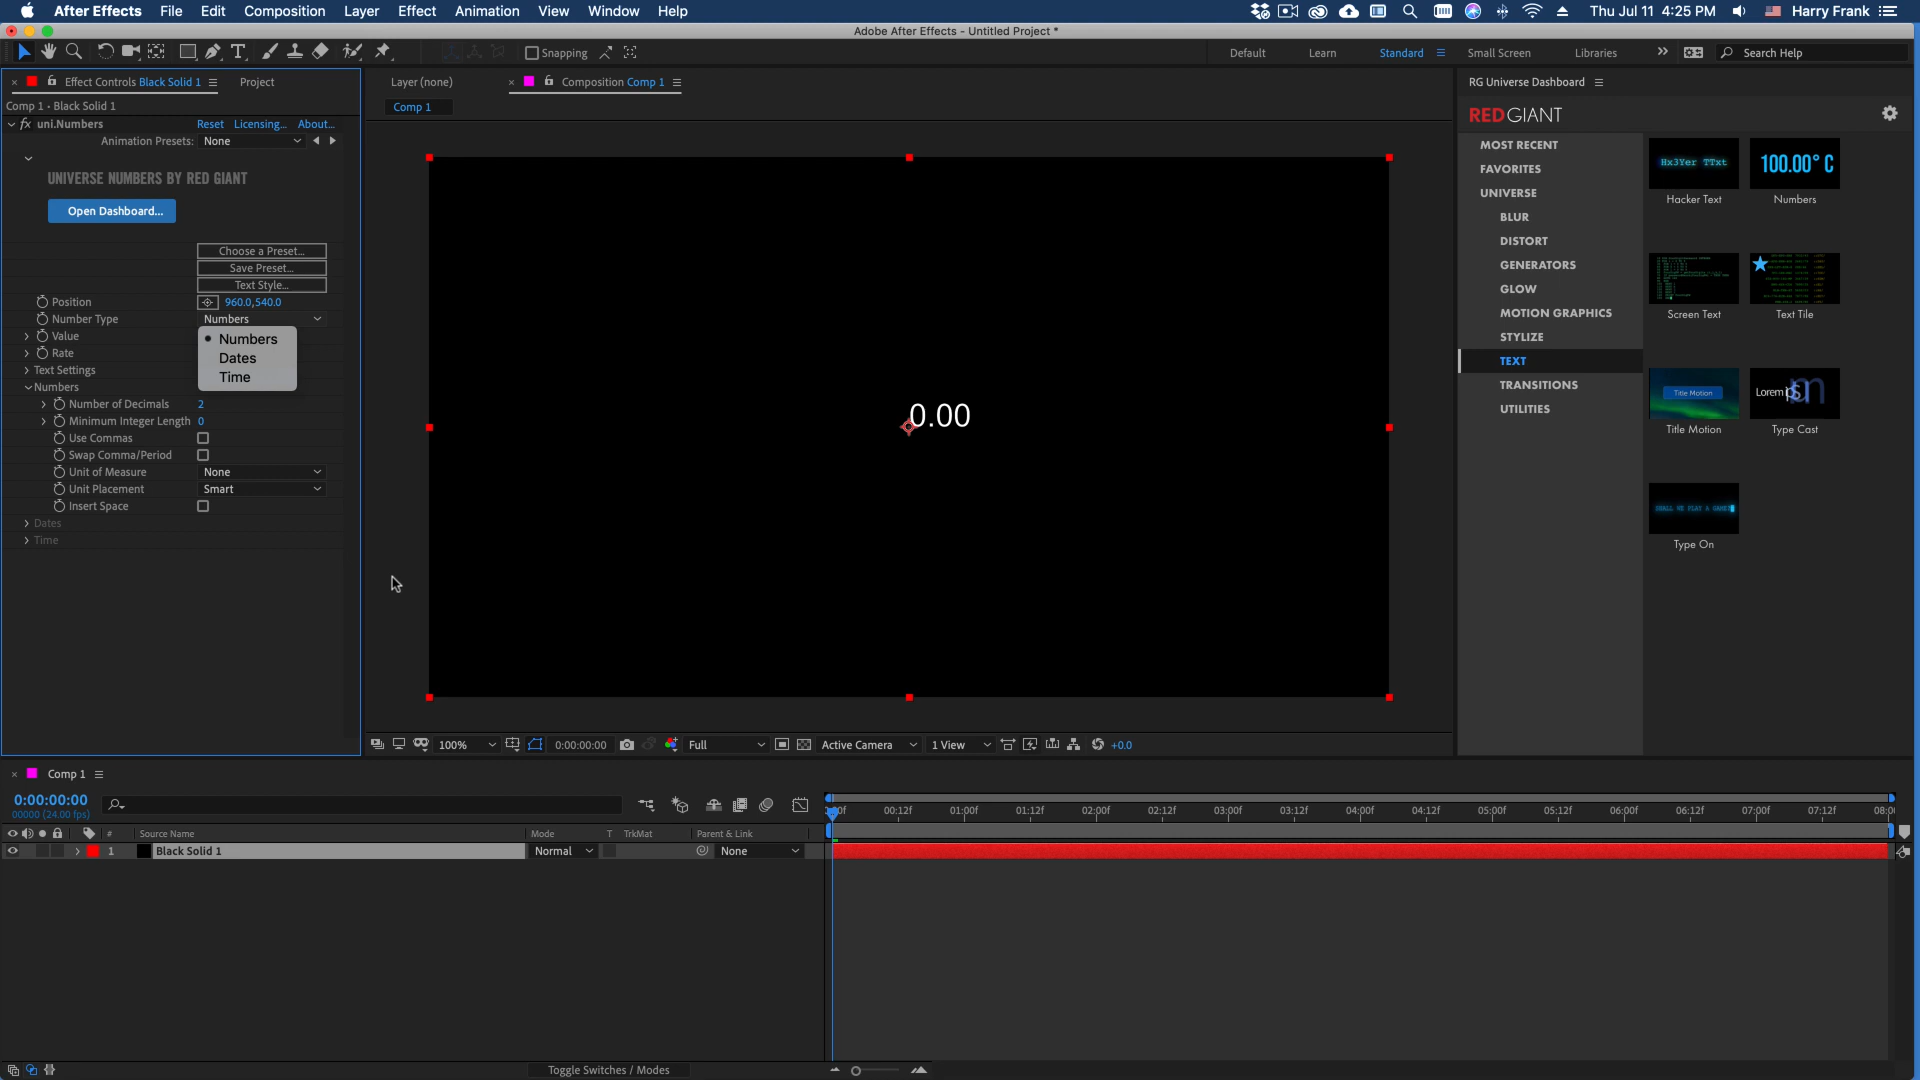 After Effects File Edit Composition Layer Effect Animation View Window Help Thu Jul 11 4:25 PM Harry Frank
Adobe After Effects - Untitled Project *
Snapping Default Learn Standard Small Screen Libraries Search Help
Effect Controls Black Solid 1 Project Layer (none) Composition Comp 1 RG Universe Dashboard
Comp 1 • Black Solid 1
Comp 1
fx uni.Numbers Reset Licensing... About...
Animation Presets: None
UNIVERSE NUMBERS BY RED GIANT
Open Dashboard...
Choose a Preset...
Save Preset...
Text Style...
Position 960.0,540.0
Number Type Numbers
Value
Rate
Numbers
Dates
Time
Text Settings
Numbers
Number of Decimals 2
Minimum Integer Length 0
Use Commas
Swap Comma/Period
Unit of Measure None
Unit Placement Smart
Insert Space
Dates
Time
0.00
REDGIANT
MOST RECENT
FAVORITES
UNIVERSE
BLUR
DISTORT
GENERATORS
GLOW
MOTION GRAPHICS
STYLIZE
TEXT
TRANSITIONS
UTILITIES
Hx3Yer TTxt 100.00° C
Hacker Text Numbers
Screen Text Text Tile
Title Motion Lorem
Title Motion Type Cast
SHALL WE PLAY A GAME?
Type On
100% 0:00:00:00 Full Active Camera 1 View +0.0
Comp 1
0:00:00:00
00000 (24.00 fps)
00:12f 01:00f 01:12f 02:00f 02:12f 03:00f 03:12f 04:00f 04:12f 05:00f 05:12f 06:00f 06:12f 07:00f 07:12f
# Source Name Mode T TrkMat Parent & Link
1 Black Solid 1 Normal None
Toggle Switches / Modes